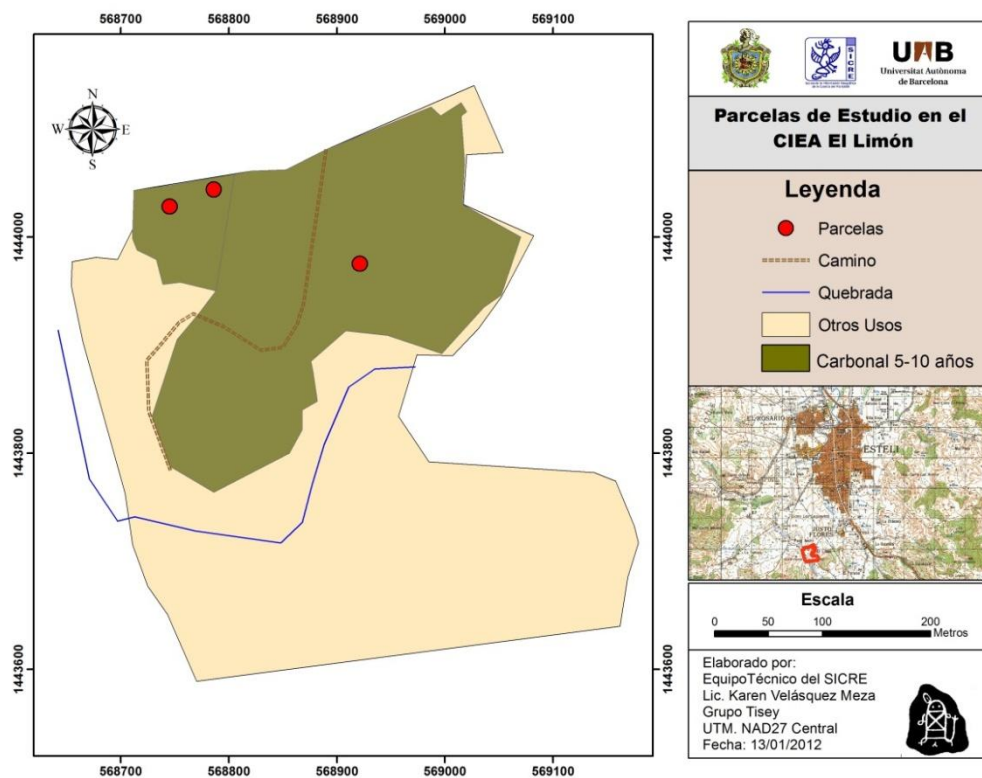 568700 568800 568900 569000 569100
N
W E
S
1444000
1443800
1443600
1444000
1443800
1443600
568700 568800 568900 569000 569100
SICRE
UAB
Universitat Autònoma
de Barcelona
Parcelas de Estudio en el
CIEA El Limón
Leyenda
Parcelas
Camino
Quebrada
Otros Usos
Carbonal 5-10 años
EL ROSARIO
ESTELI
Escala
0 50 100 200
Metros
Elaborado por:
EquipoTécnico del SICRE
Lic. Karen Velásquez Meza
Grupo Tisey
UTM. NAD27 Central
Fecha: 13/01/2012